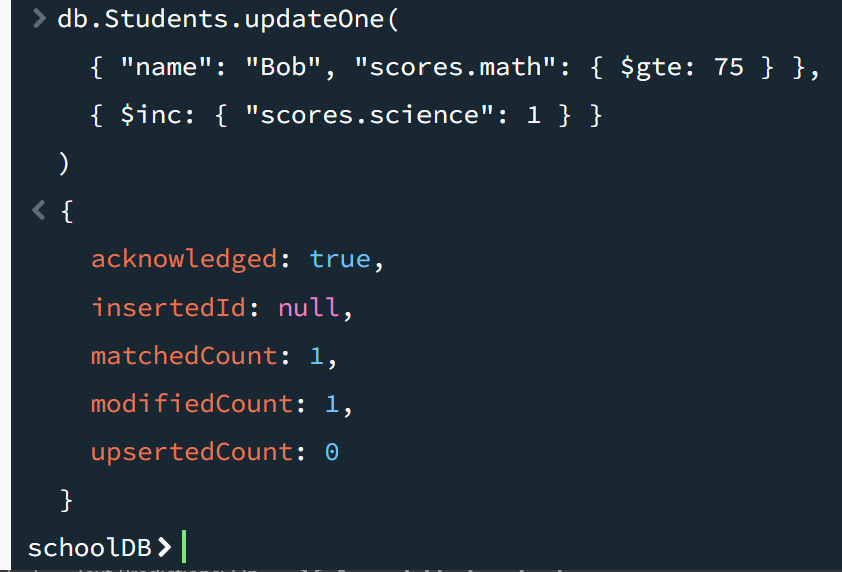 > db.Students.updateOne(
{ "name": "Bob", "scores.math": { $gte: 75 } },
{ $inc: { "scores.science": 1 } }
)
< {
acknowledged: true,
insertedId: null,
matchedCount: 1,
modifiedCount: 1,
upsertedCount: 0
}
schoolDB>